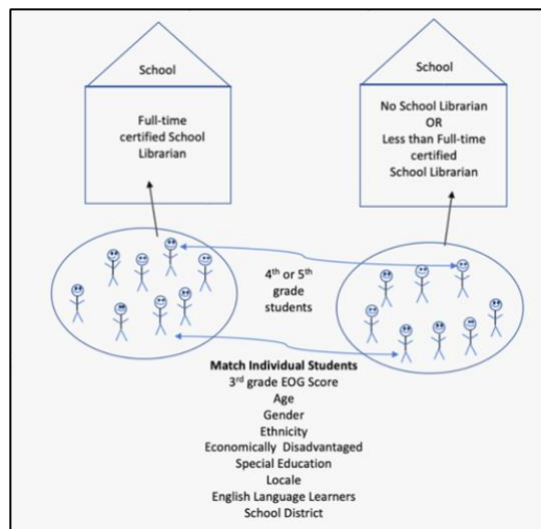 School
Full-time
certified School
Librarian
School
No School Librarian
OR
Less than Full-time
certified
School Librarian
4th or 5th
grade
students
Match Individual Students
3rd grade EOG Score
Age
Gender
Ethnicity
Economically Disadvantaged
Special Education
Locale
English Language Learners
School District